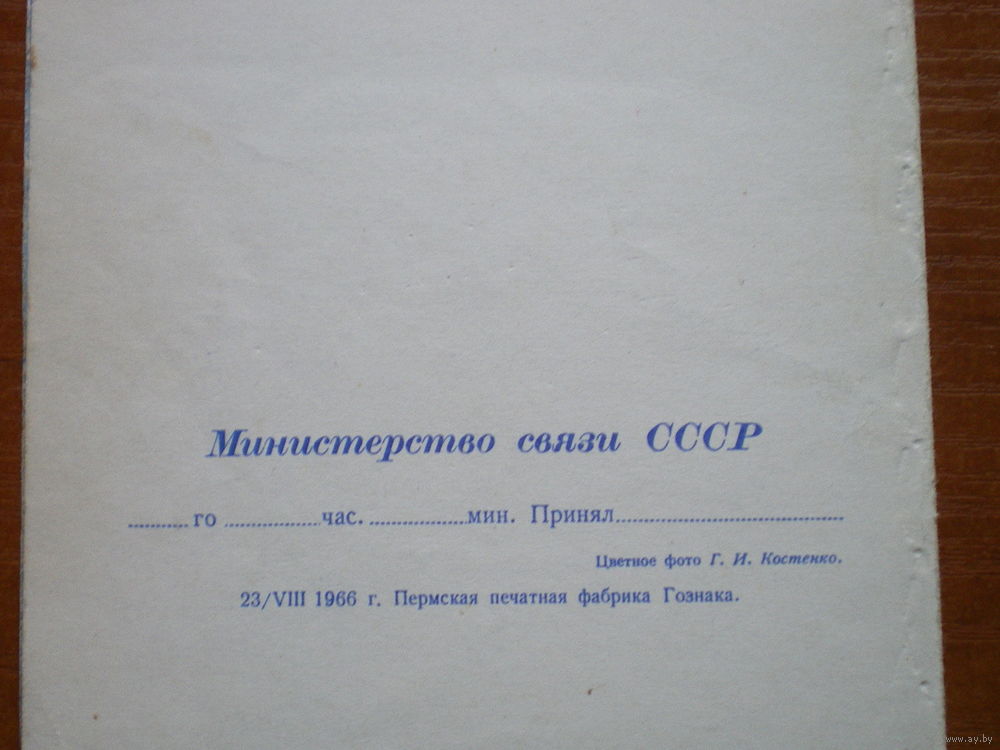 Министерство связи СССР
..........го ................час. .................мин. Принял.......................................
Цветное фото Г. И. Костенко.
23/VIII 1966 г. Пермская печатная фабрика Гознака.
www.ay.by